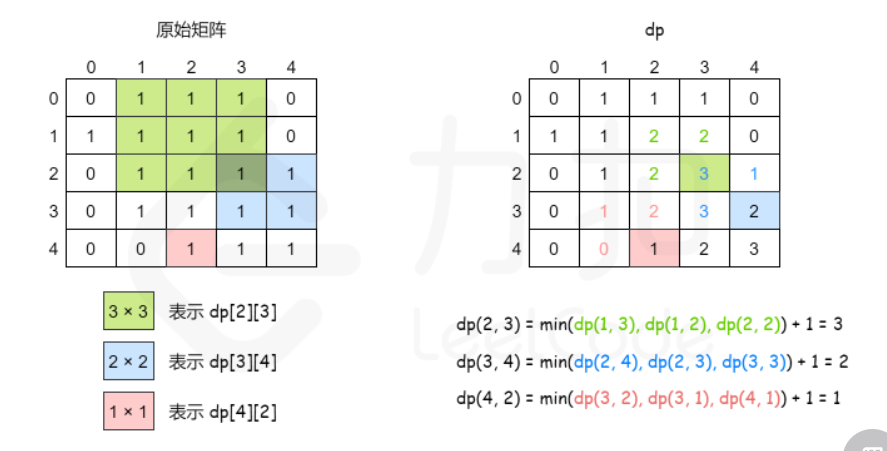 原始矩阵 dp
0 1 2 3 4 0 1 2 3 4
0 0 1 1 1 0 0 0 1 1 1 0
1 1 1 1 1 0 1 1 1 2 2 0
2 0 1 1 1 1 2 0 1 2 3 1
3 0 1 1 1 1 3 0 1 2 3 2
4 0 0 1 1 1 4 0 0 1 2 3
3 × 3 表示 dp[2][3]
2 × 2 表示 dp[3][4]
1 × 1 表示 dp[4][2]
dp(2, 3) = min(dp(1, 3), dp(1, 2), dp(2, 2)) + 1 = 3
dp(3, 4) = min(dp(2, 4), dp(2, 3), dp(3, 3)) + 1 = 2
dp(4, 2) = min(dp(3, 2), dp(3, 1), dp(4, 1)) + 1 = 1
力扣
LeetCode